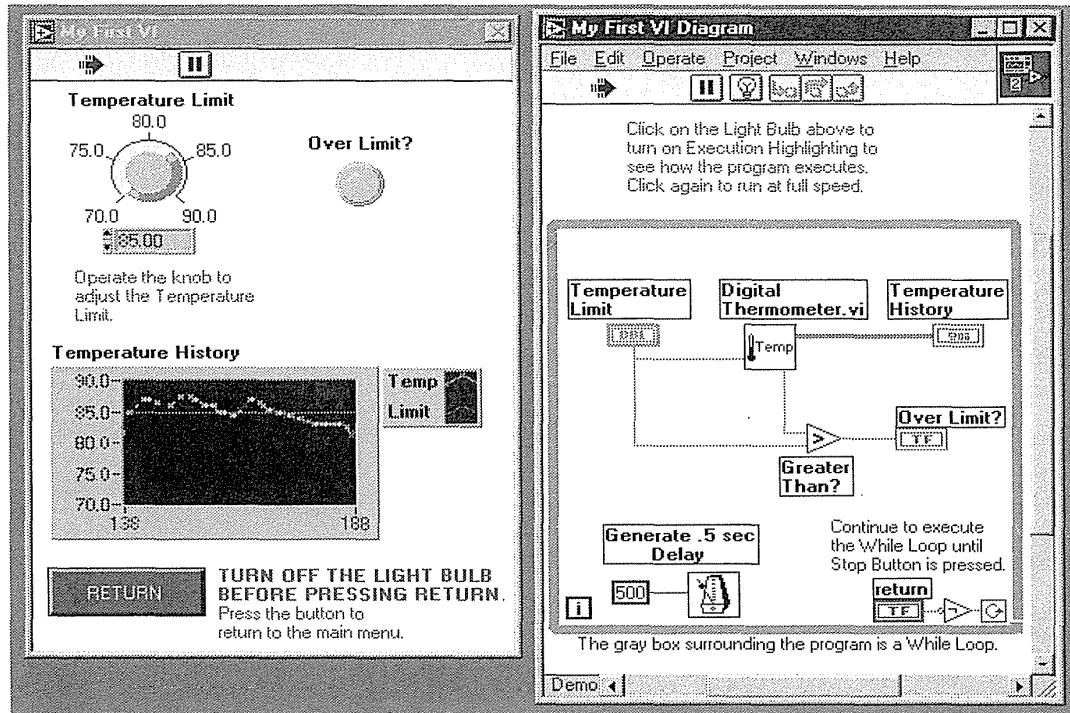 My First VI
Temperature Limit
80.0
75.0
85.0
70.0
90.0
85.00
Over Limit?
Operate the knob to
adjust the Temperature
Limit.
Temperature History
90.0
85.0
80.0
75.0
70.0
138
188
Temp
Limit
RETURN
TURN OFF THE LIGHT BULB
BEFORE PRESSING RETURN.
Press the button to
return to the main menu.
My First VI Diagram
File Edit Operate Project Windows Help
2
Click on the Light Bulb above to
turn on Execution Highlighting to
see how the program executes.
Click again to run at full speed.
Temperature
Limit
DBL
Digital
Thermometer.vi
Temp
Temperature
History
Over Limit?
TF
>
Greater
Than?
Generate .5 sec
Delay
500
i
Continue to execute
the While Loop until
Stop Button is pressed.
return
TF
The gray box surrounding the program is a While Loop.
Demo